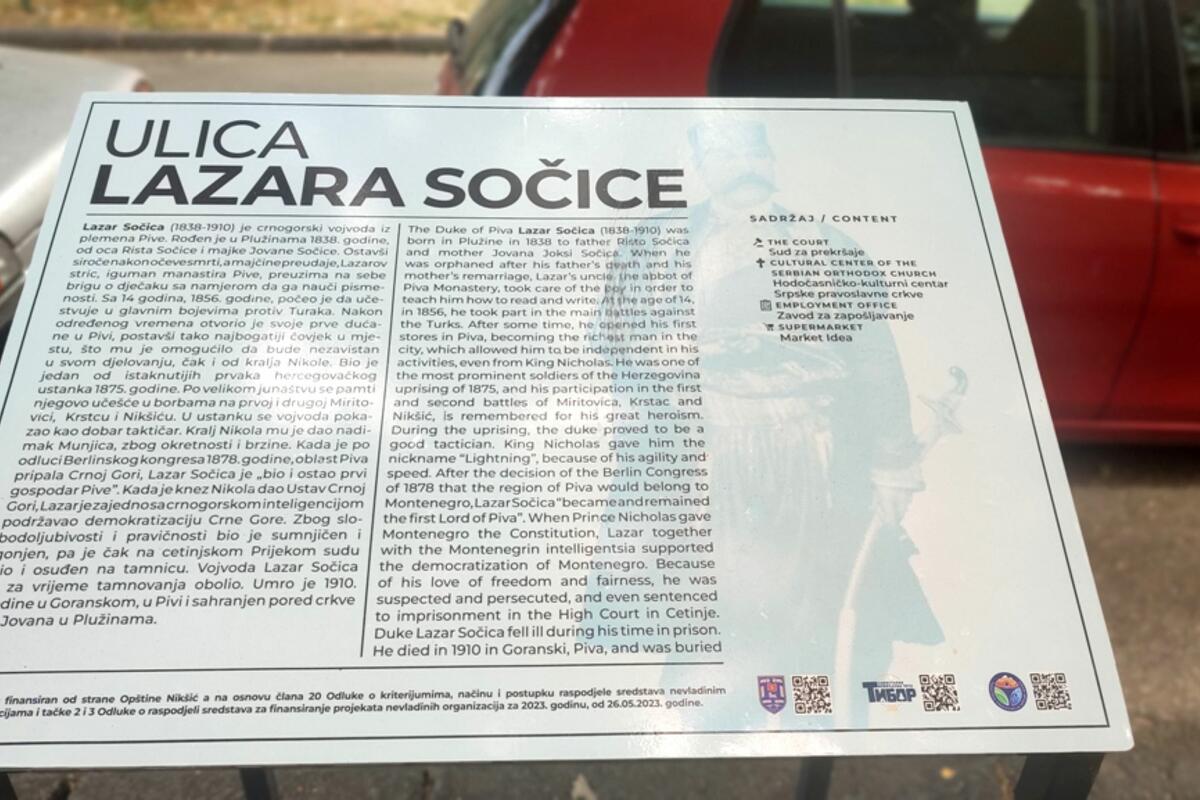 ULICA
LAZARA SOČICE
Lazar Sočica (1838-1910) je crnogorski vojvoda iz
plemena Pive. Rođen je u Plužinama 1838. godine,
od oca Rista Sočice i majke Jovane Sočice. Ostavši
siroče nakon očeve smrti, a majčine preudaje, Lazarov
stric, iguman manastira Pive, preuzima na sebe
brigu o dječaku sa namjerom da ga nauči pisme-
nosti. Sa 14 godina, 1856. godine, počeo je da uče-
stvuje u glavnim bojevima protiv Turaka. Nakon
određenog vremena otvorio je svoje prve duća-
ne u Pivi, postavši tako najbogatiji čovjek u mje-
stu, što mu je omogućilo da bude nezavistan
u svom djelovanju, čak i od kralja Nikole. Bio je
jedan od istaknutijih prvaka hercegovačkog
ustanka 1875. godine. Po velikom junaštvu se pamti
njegovo učešće u borbama na prvoj i drugoj Mirito-
vici, Krstcu i Nikšiću. U ustanku se vojvoda poka-
zao kao dobar taktičar. Kralj Nikola mu je dao nadi-
mak Munjica, zbog okretnosti i brzine. Kada je po
odluci Berlinskog kongresa 1878. godine, oblast Piva
pripala Crnoj Gori, Lazar Sočica je „bio i ostao prvi
gospodar Pive”. Kada je knez Nikola dao Ustav Crnoj
Gori, Lazar je zajedno sa crnogorskom inteligencijom
podržavao demokratizaciju Crne Gore. Zbog slo-
bodoljubivosti i pravičnosti bio je sumnjičen i
gonjen, pa je čak na cetinjskom Prijekom sudu
io i osuđen na tamnicu. Vojvoda Lazar Sočica
za vrijeme tamnovanja obolio. Umro je 1910.
dine u Goranskom, u Pivi i sahranjen pored crkve
Jovana u Plužinama.
The Duke of Piva Lazar Sočica (1838-1910) was
born in Plužine in 1838 to father Risto Sočica
and mother Jovana Joksi Sočica. When he
was orphaned after his father's death and his
mother's remarriage, Lazar's uncle, the abbot of
Piva Monastery, took care of the boy in order to
teach him how to read and write. At the age of 14,
in 1856, he took part in the main battles against
the Turks. After some time, he opened his first
stores in Piva, becoming the richest man in the
city, which allowed him to be independent in his
activities, even from King Nicholas. He was one of
the most prominent soldiers of the Herzegovina
uprising of 1875, and his participation in the first
and second battles of Miritovica, Krstac and
Nikšić, is remembered for his great heroism.
During the uprising, the duke proved to be a
good tactician. King Nicholas gave him the
nickname “Lightning”, because of his agility and
speed. After the decision of the Berlin Congress
of 1878 that the region of Piva would belong to
Montenegro, Lazar Sočica “became and remained
the first Lord of Piva”. When Prince Nicholas gave
Montenegro the Constitution, Lazar together
with the Montenegrin intelligentsia supported
the democratization of Montenegro. Because
of his love of freedom and fairness, he was
suspected and persecuted, and even sentenced
to imprisonment in the High Court in Cetinje.
Duke Lazar Sočica fell ill during his time in prison.
He died in 1910 in Goranski, Piva, and was buried
SADRŽAJ / CONTENT
THE COURT
Sud za prekršaje
CULTURAL CENTER OF THE
SERBIAN ORTHODOX CHURCH
Hodočasničko-kulturni centar
Srpske pravoslavne crkve
EMPLOYMENT OFFICE
Zavod za zapošljavanje
SUPERMARKET
Market Idea
finansiran od strane Opštine Nikšić a na osnovu člana 20 Odluke o kriterijumima, načinu i postupku raspodjele sredstava nevladinim
cijama i tačke 2 i 3 Odluke o raspodjeli sredstava za finansiranje projekata nevladinih organizacija za 2023. godinu, od 26.05.2023. godine.
ТИБОР